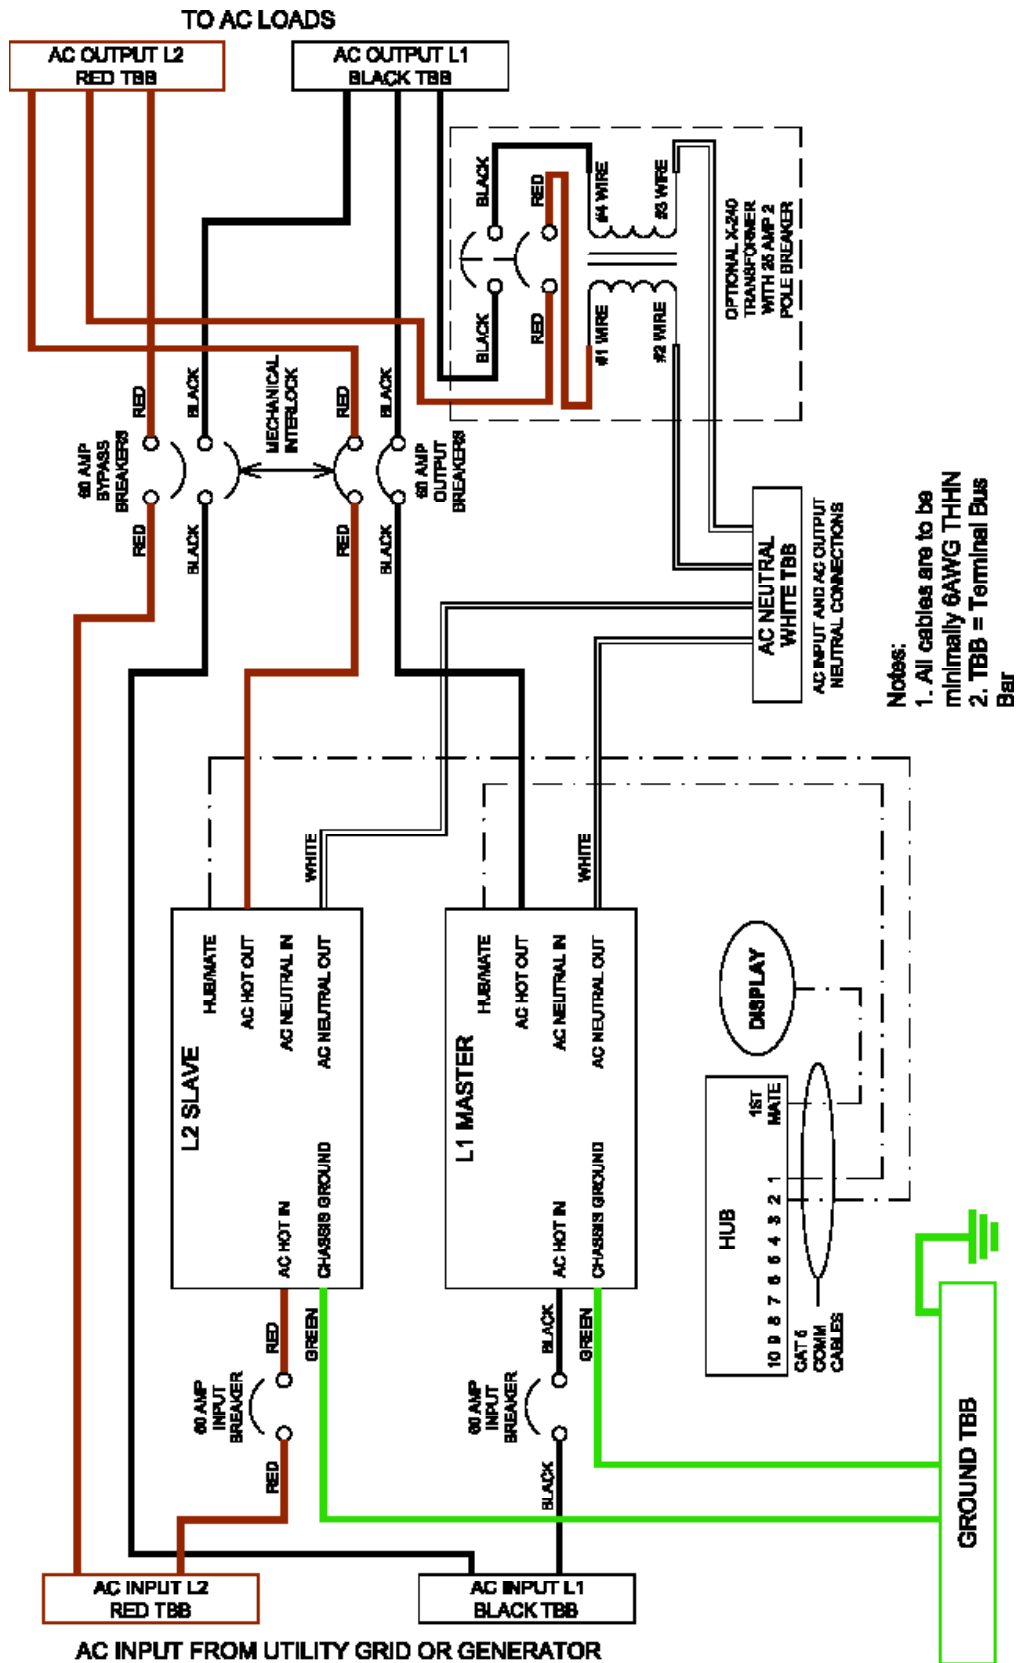 TO AC LOADS
AC OUTPUT L2
RED TBB
AC OUTPUT L1
BLACK TBB
BLACK
RED
#4 WIRE
#3 WIRE
BLACK
RED
#1 WIRE
#2 WIRE
OPTIONAL X-240
TRANSFORMER
WITH 25 AMP 2
POLE BREAKER
RED
BLACK
MECHANICAL
INTERLOCK
RED
BLACK
60 AMP
BYPASS
BREAKERS
60 AMP
OUTPUT
BREAKERS
RED
BLACK
RED
BLACK
AC NEUTRAL
WHITE TBB
AC INPUT AND AC OUTPUT
NEUTRAL CONNECTIONS
Notes:
1. All cables are to be
minimally 6AWG THHN
2. TBB = Terminal Bus
Bar
WHITE
WHITE
L2 SLAVE
HUB/MATE
AC HOT OUT
AC NEUTRAL IN
AC NEUTRAL OUT
AC HOT IN
CHASSIS GROUND
L1 MASTER
HUB/MATE
AC HOT OUT
AC NEUTRAL IN
AC NEUTRAL OUT
AC HOT IN
CHASSIS GROUND
DISPLAY
HUB
1ST
MATE
10 9 8 7 6 5 4 3 2 1
CAT 5
COMM
CABLES
RED
GREEN
BLACK
GREEN
60 AMP
INPUT
BREAKER
60 AMP
INPUT
BREAKER
RED
BLACK
GROUND TBB
AC INPUT L2
RED TBB
AC INPUT L1
BLACK TBB
AC INPUT FROM UTILITY GRID OR GENERATOR